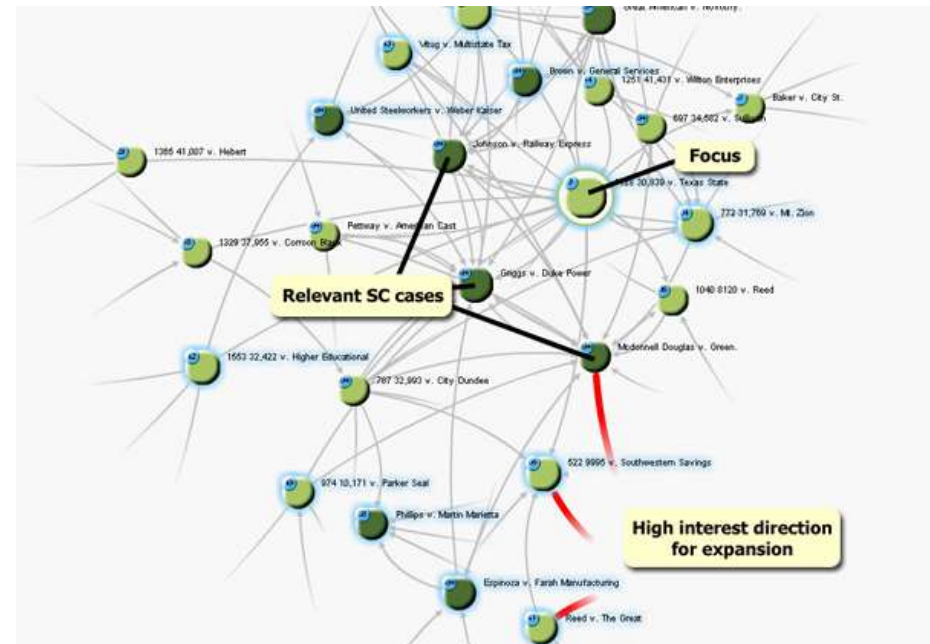 Great American v. Novotny.
Vitug v. Multistate Tax
Brown v. General Services
1251 41,431 v. Wilton Enterprises
Baker v. City St.
United Steelworkers v. Weber Kaiser
697 34,582 v.
Johnson v. Railway Express
1366 41,007 v. Hebert
Focus
v. Texas State
772 31,769 v. Mt. Zion
Pettway v. American Cast
1329 37,955 v. Corroon Black
Griggs v. Duke Power
Relevant SC cases
1040 8120 v. Reed
Mcdonnell Douglas v. Green.
1553 32,422 v. Higher Educational
787 32,993 v. City Dundee
522 9995 v. Southwestern Savings
974 10,171 v. Parker Seal
Phillips v. Martin Marietta
High interest direction
for expansion
Espinoza v. Farah Manufacturing
Reed v. The Great